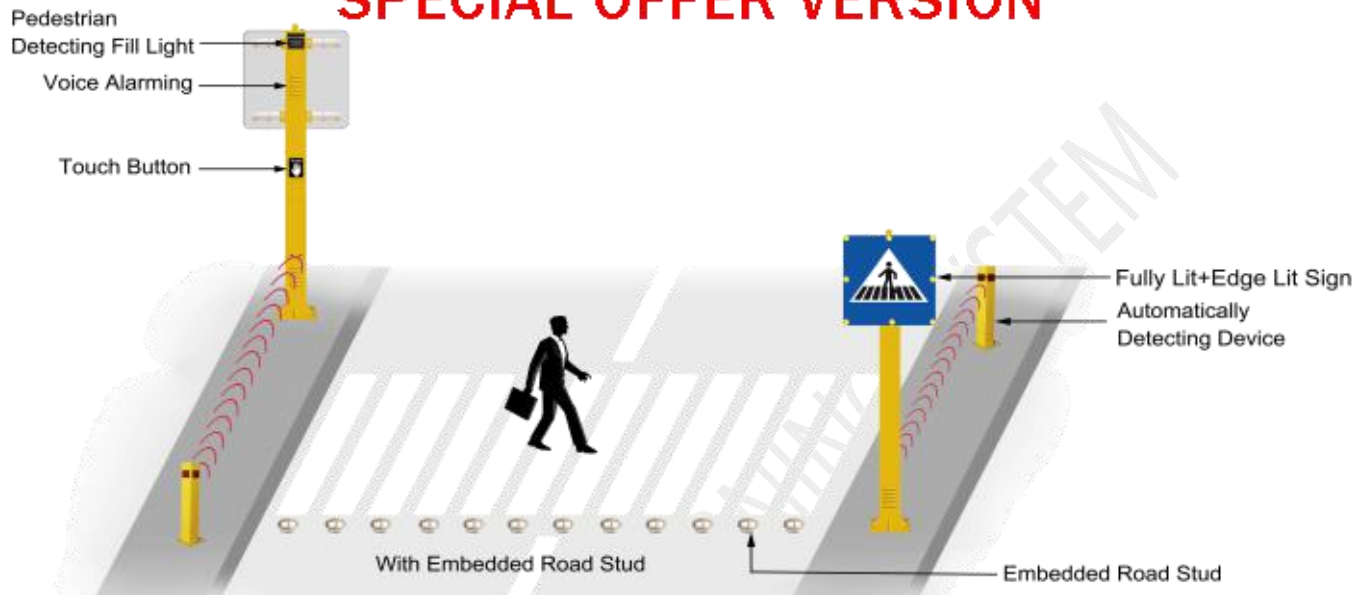 SPECIAL OFFER VERSION
Pedestrian
Detecting Fill Light
Voice Alarming
Touch Button
Fully Lit+Edge Lit Sign
Automatically
Detecting Device
With Embedded Road Stud
Embedded Road Stud